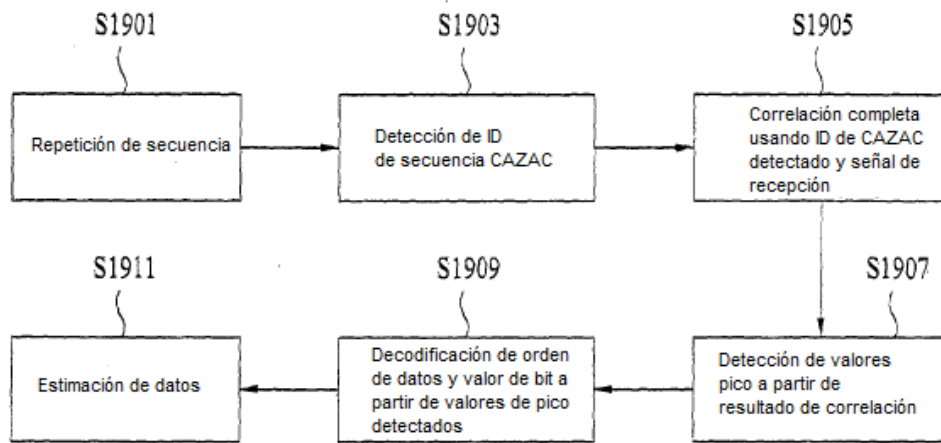 S1901
S1903
S1905
Repetición de secuencia
Detección de ID
de secuencia CAZAC
Correlación completa
usando ID de CAZAC
detectado y señal de
recepción
S1911
S1909
S1907
Estimación de datos
Decodificación de orden
de datos y valor de bit a
partir de valores de pico
detectados
Detección de valores
pico a partir de
resultado de correlación